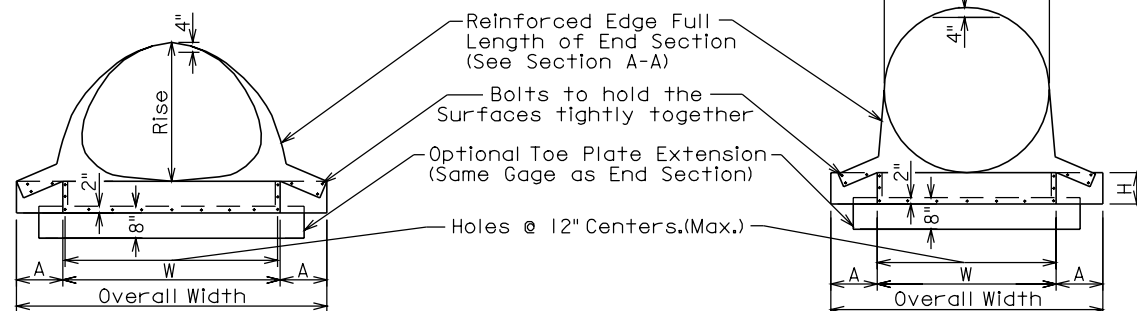 4"
Rise
2"
8"
A
W
A
Overall Width
Reinforced Edge Full
Length of End Section
(See Section A-A)
Bolts to hold the
Surfaces tightly together
Optional Toe Plate Extension
(Same Gage as End Section)
Holes @ 12" Centers.(Max.)
4"
2"
8"
H
A
W
A
Overall Width